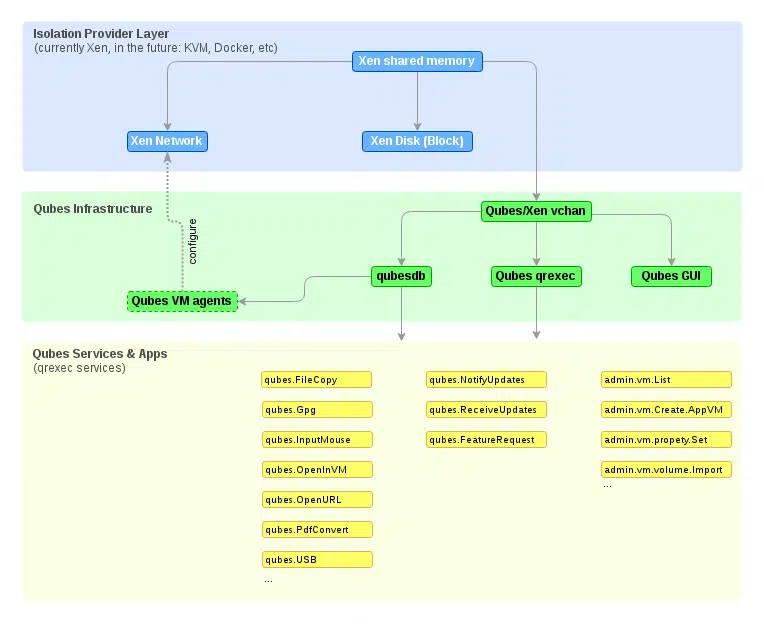 Isolation Provider Layer
(currently Xen, in the future: KVM, Docker, etc)
Xen shared memory
Xen Network
Xen Disk (Block)
Qubes Infrastructure
Qubes/Xen vchan
configure
qubesdb
Qubes qrexec
Qubes GUI
Qubes VM agents
Qubes Services & Apps
(qrexec services)
qubes.FileCopy
qubes.Gpg
qubes.InputMouse
qubes.OpenInVM
qubes.OpenURL
qubes.PdfConvert
qubes.USB
...
qubes.NotifyUpdates
qubes.ReceiveUpdates
qubes.FeatureRequest
admin.vm.List
admin.vm.Create.AppVM
admin.vm.propety.Set
admin.vm.volume.Import
...